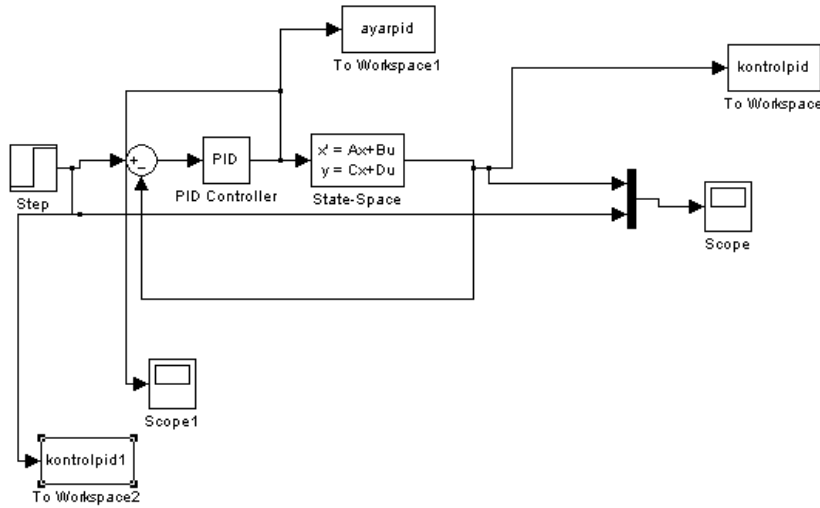 ayarpid
To Workspace1
kontrolpid
To Workspace
Step
+
−
PID
PID Controller
x' = Ax+Bu
y = Cx+Du
State-Space
Scope
Scope1
kontrolpid1
To Workspace2